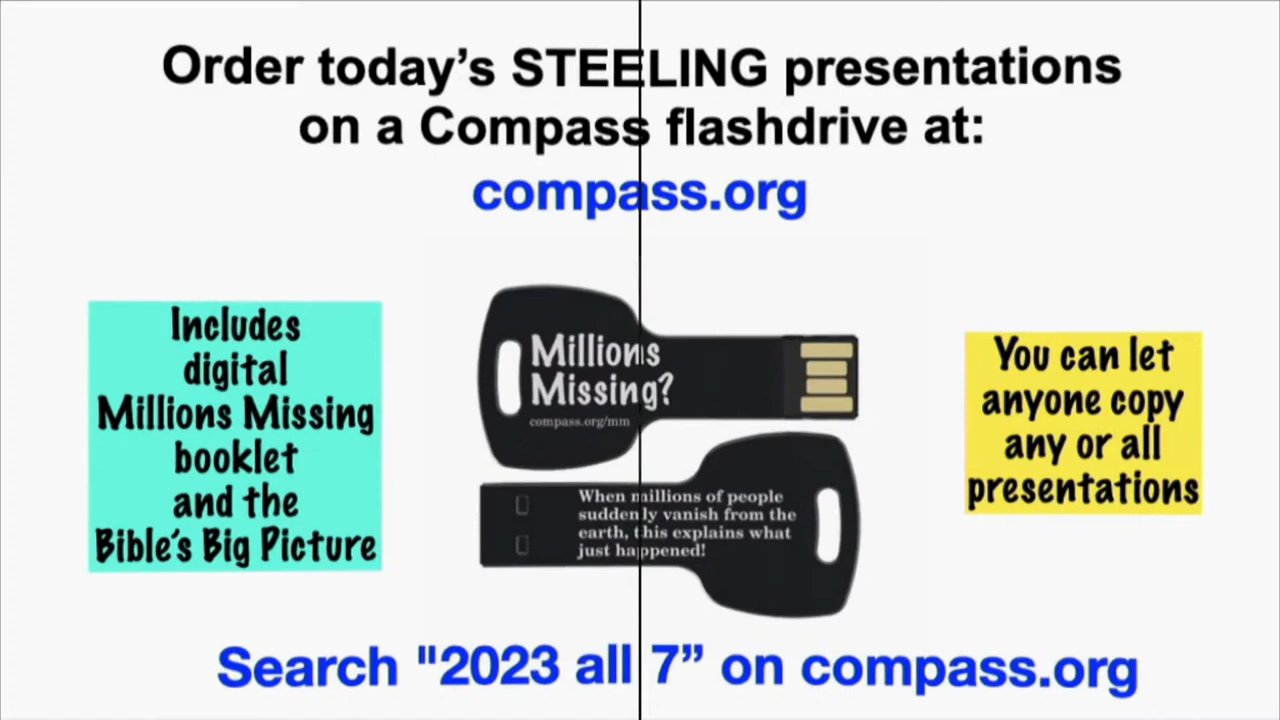 Order today’s STEELING presentations
on a Compass flashdrive at:
compass.org
Includes
digital
Millions Missing
booklet
and the
Bible’s Big Picture
Millions
Missing?
compass.org/mm
When millions of people
suddenly vanish from the
earth, this explains what
just happened!
You can let
anyone copy
any or all
presentations
Search "2023 all 7” on compass.org